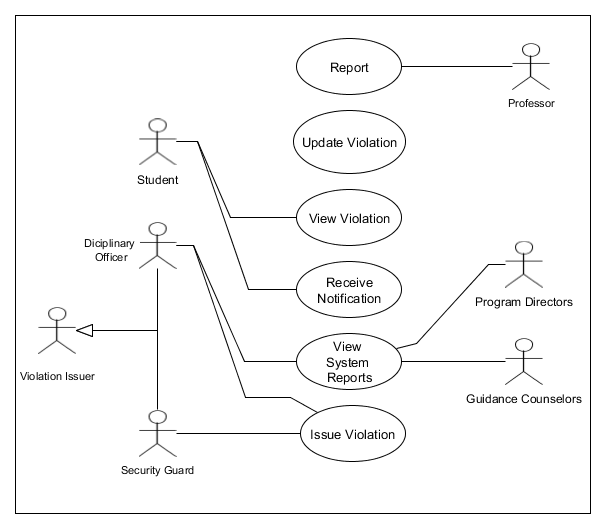 Report
Professor
Update Violation
Student
View Violation
Diciplinary
Officer
Receive
Notification
Program Directors
View
System
Reports
Violation Issuer
Guidance Counselors
Issue Violation
Security Guard